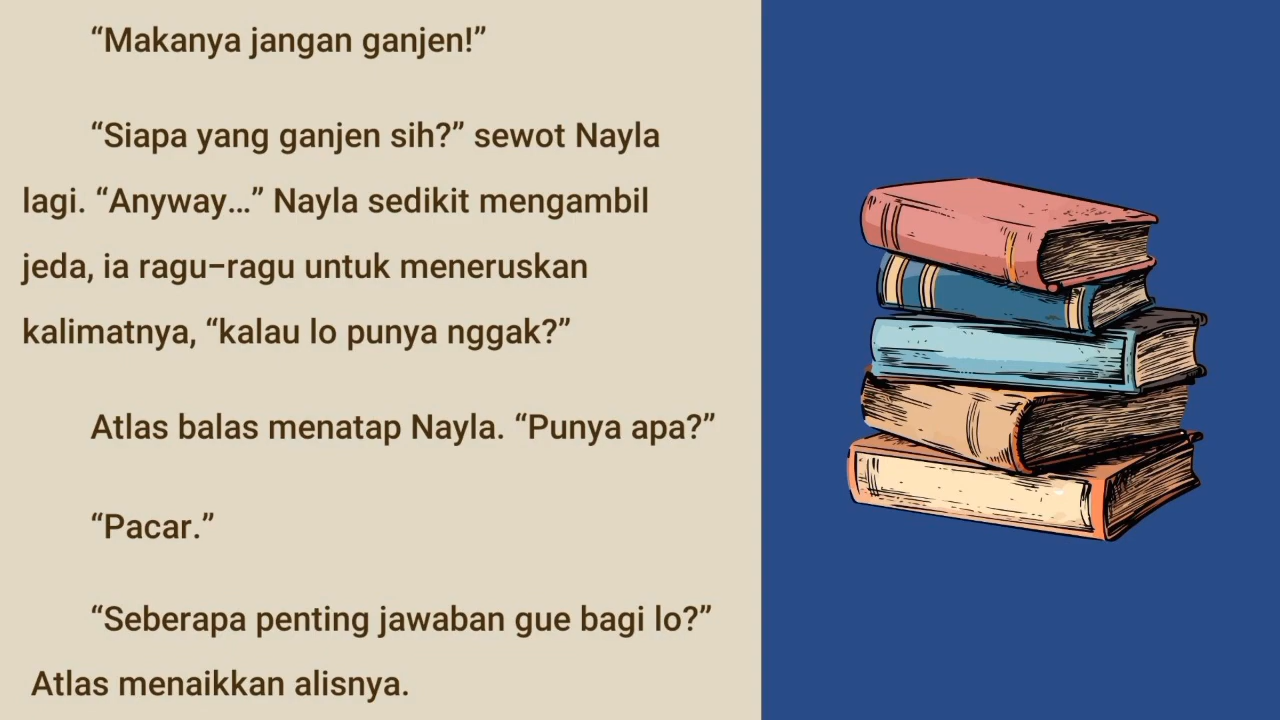 “Makanya jangan ganjen!”
“Siapa yang ganjen sih?” sewot Nayla
lagi. “Anyway…” Nayla sedikit mengambil
jeda, ia ragu–ragu untuk meneruskan
kalimatnya, “kalau lo punya nggak?”
Atlas balas menatap Nayla. “Punya apa?”
“Pacar.”
“Seberapa penting jawaban gue bagi lo?”
Atlas menaikkan alisnya.